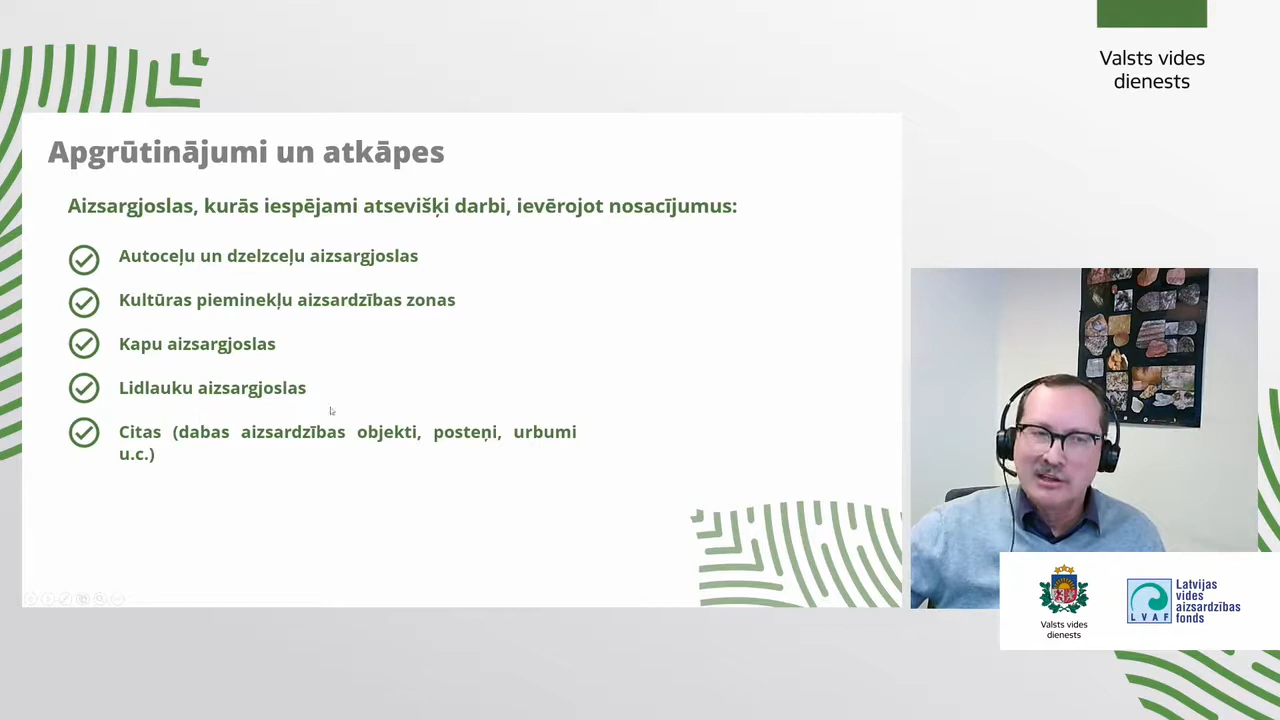 Valsts vides
dienests
Apgrūtinājumi un atkāpes
Aizsargjoslas, kurās iespējami atsevišķi darbi, ievērojot nosacījumus:
Autoceļu un dzelzceļu aizsargjoslas
Kultūras pieminekļu aizsardzības zonas
Kapu aizsargjoslas
Lidlauku aizsargjoslas
Citas (dabas aizsardzības objekti, posteņi, urbumi
u.c.)
Valsts vides
dienests
LVAF
Latvijas
vides
aizsardzības
fonds